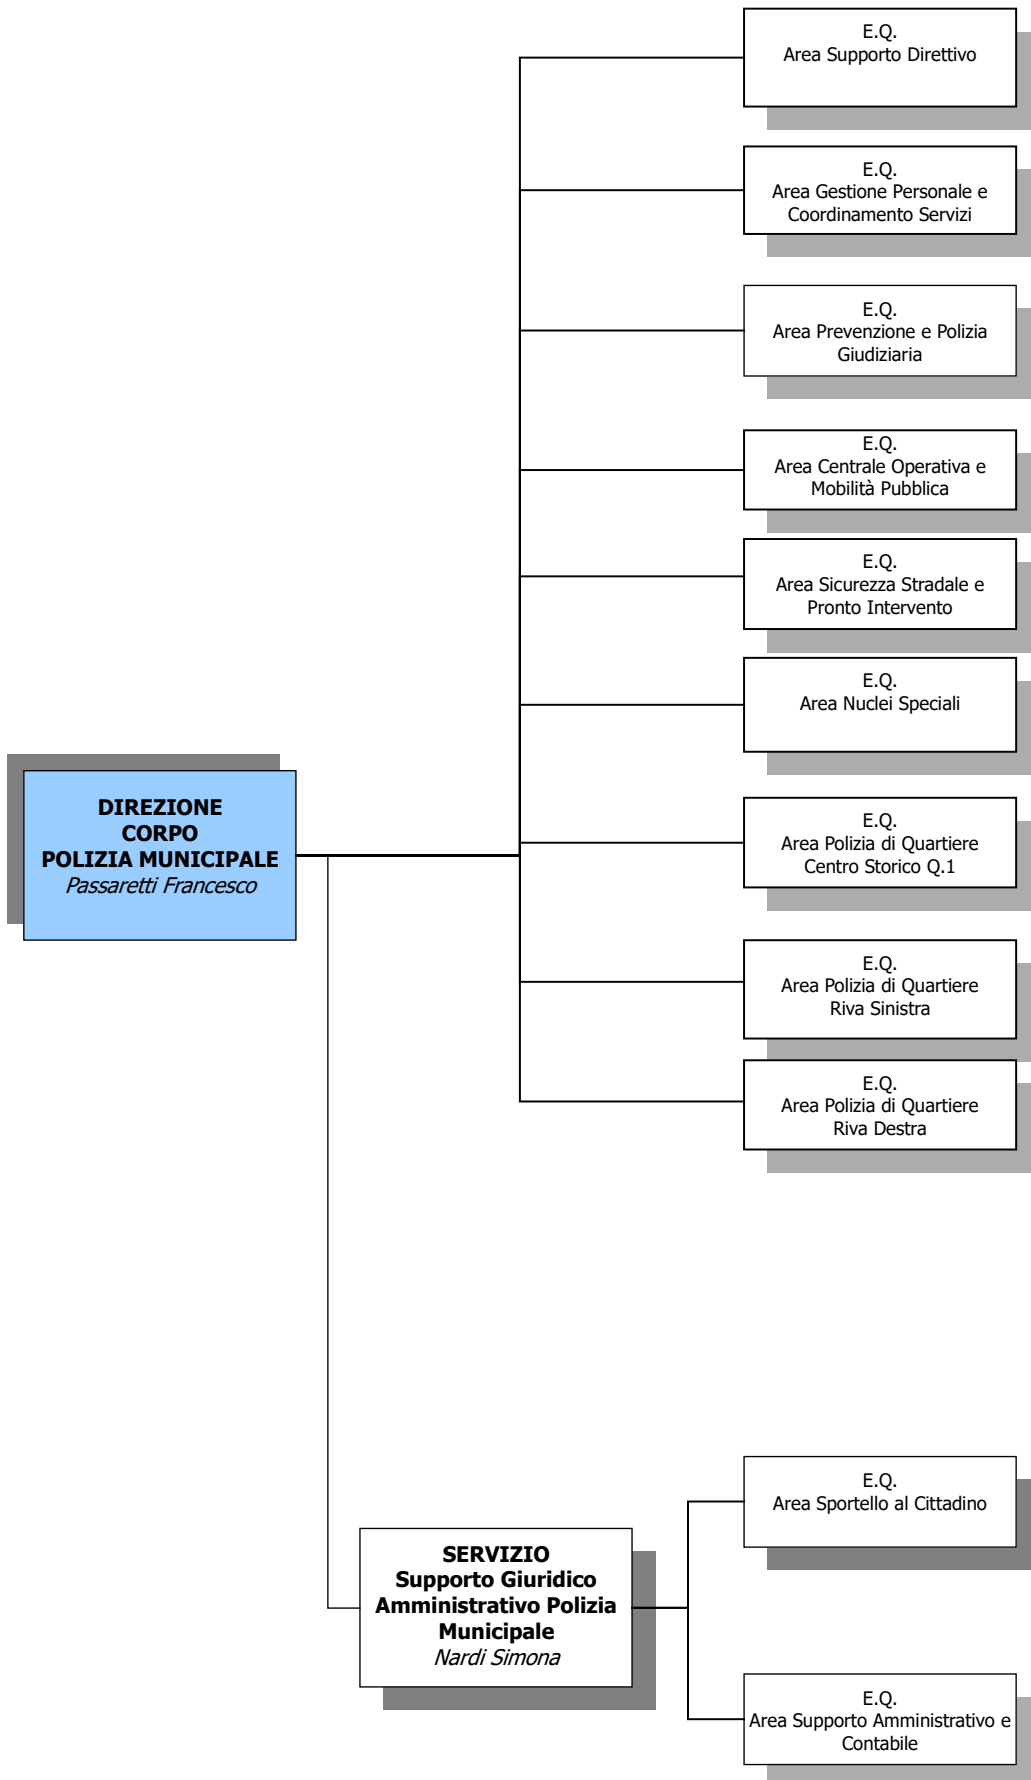 E.Q.
Area Supporto Direttivo
E.Q.
Area Gestione Personale e
Coordinamento Servizi
E.Q.
Area Prevenzione e Polizia
Giudiziaria
E.Q.
Area Centrale Operativa e
Mobilità Pubblica
E.Q.
Area Sicurezza Stradale e
Pronto Intervento
E.Q.
Area Nuclei Speciali
DIREZIONE
CORPO
POLIZIA MUNICIPALE
Passaretti Francesco
E.Q.
Area Polizia di Quartiere
Centro Storico Q.1
E.Q.
Area Polizia di Quartiere
Riva Sinistra
E.Q.
Area Polizia di Quartiere
Riva Destra
SERVIZIO
Supporto Giuridico
Amministrativo Polizia
Municipale
Nardi Simona
E.Q.
Area Sportello al Cittadino
E.Q.
Area Supporto Amministrativo e
Contabile